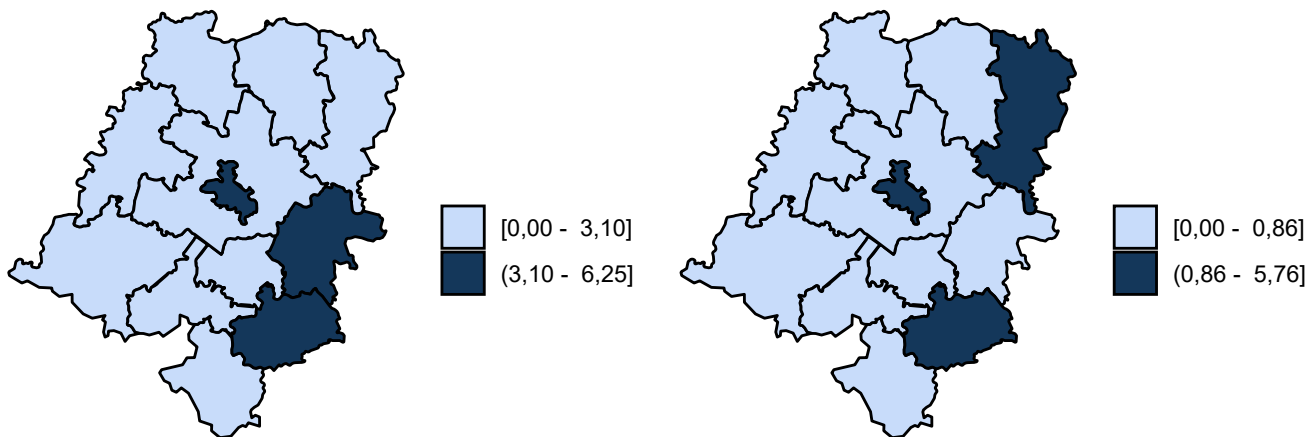 [0,00 - 3,10]
(3,10 - 6,25]
[0,00 - 0,86]
(0,86 - 5,76]